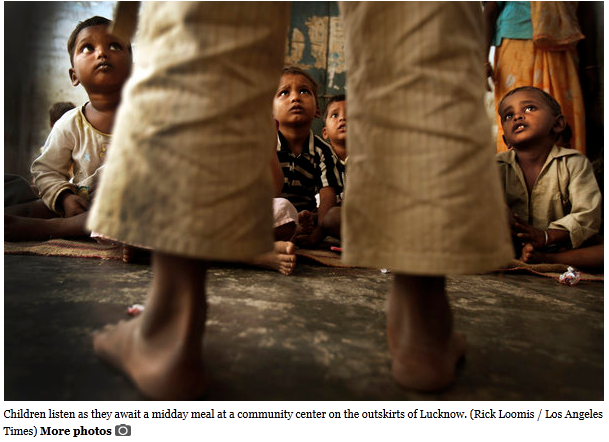 Children listen as they await a midday meal at a community center on the outskirts of Lucknow. (Rick Loomis / Los Angeles
Times) More photos